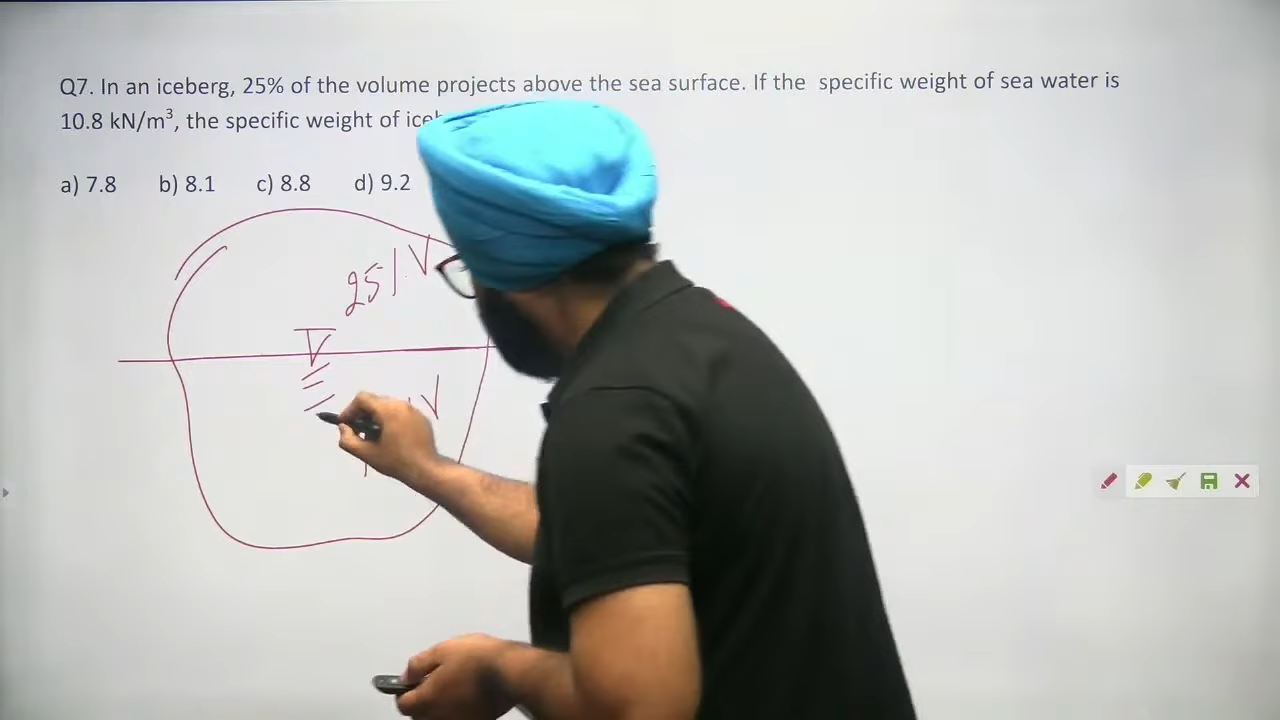 Q7. In an iceberg, 25% of the volume projects above the sea surface. If the specific weight of sea water is
10.8 kN/m³, the specific weight of
a) 7.8 b) 8.1 c) 8.8 d) 9.2
25% V
V